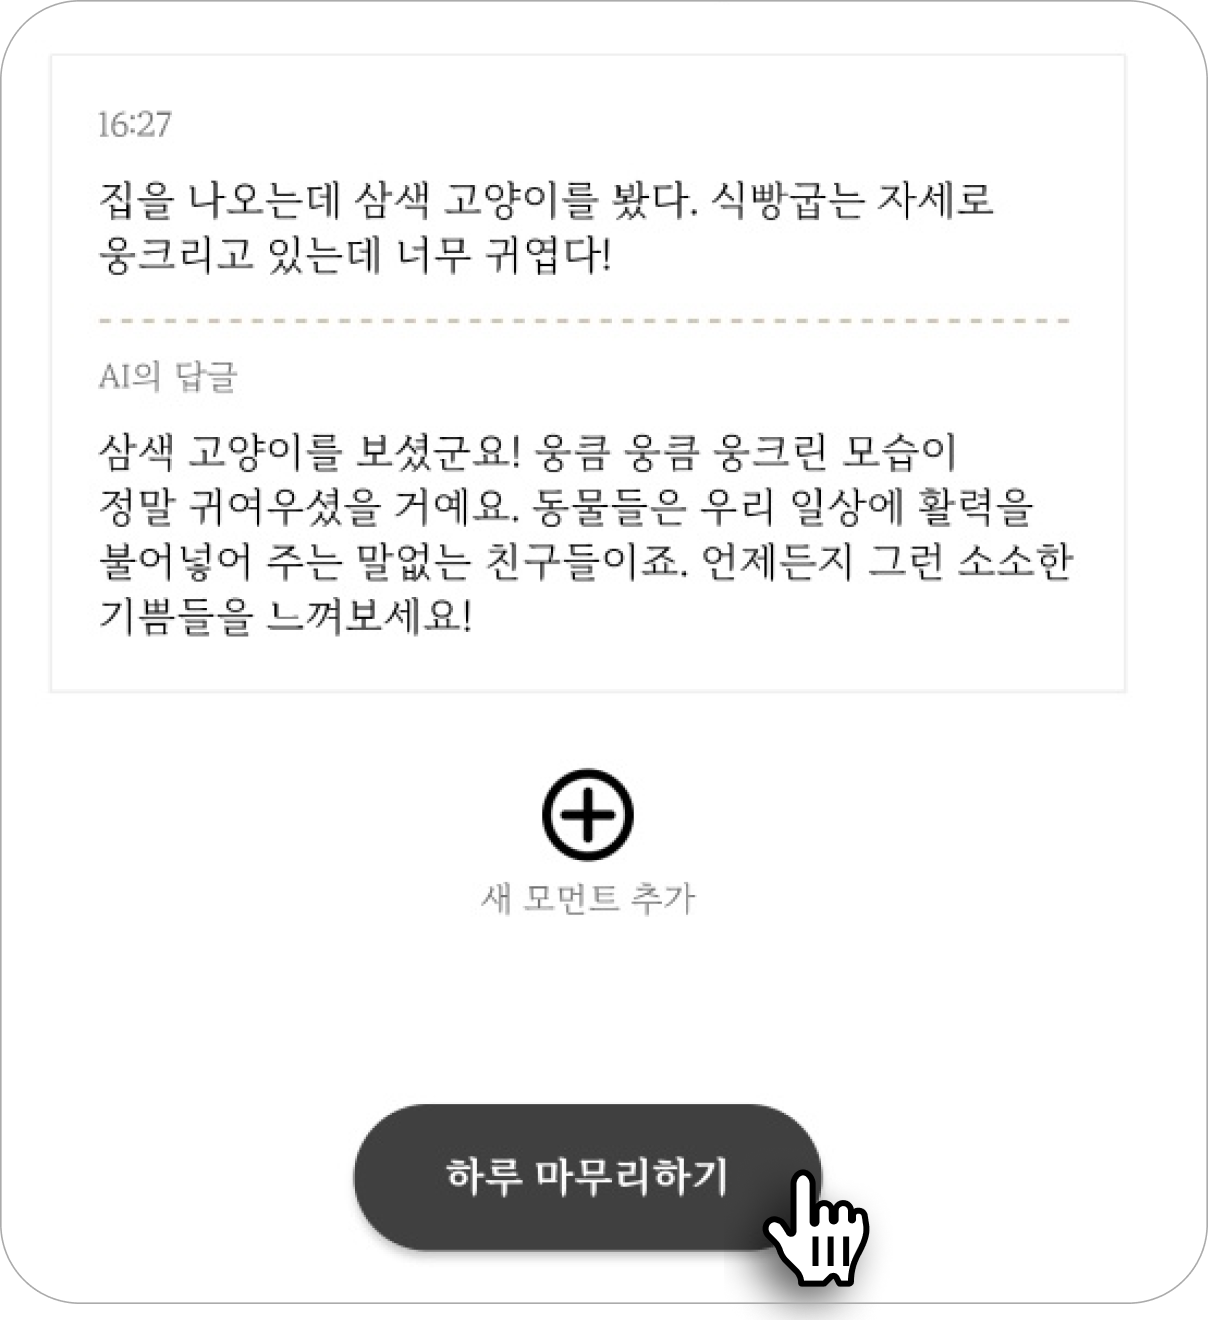 16:27
집을 나오는데 삼색 고양이를 봤다. 식빵굽는 자세로
웅크리고 있는데 너무 귀엽다!
AI의 답글
삼색 고양이를 보셨군요! 웅큼 웅큼 웅크린 모습이
정말 귀여우셨을 거예요. 동물들은 우리 일상에 활력을
불어넣어 주는 말없는 친구들이죠. 언제든지 그런 소소한
기쁨들을 느껴보세요!
새 모먼트 추가
하루 마무리하기